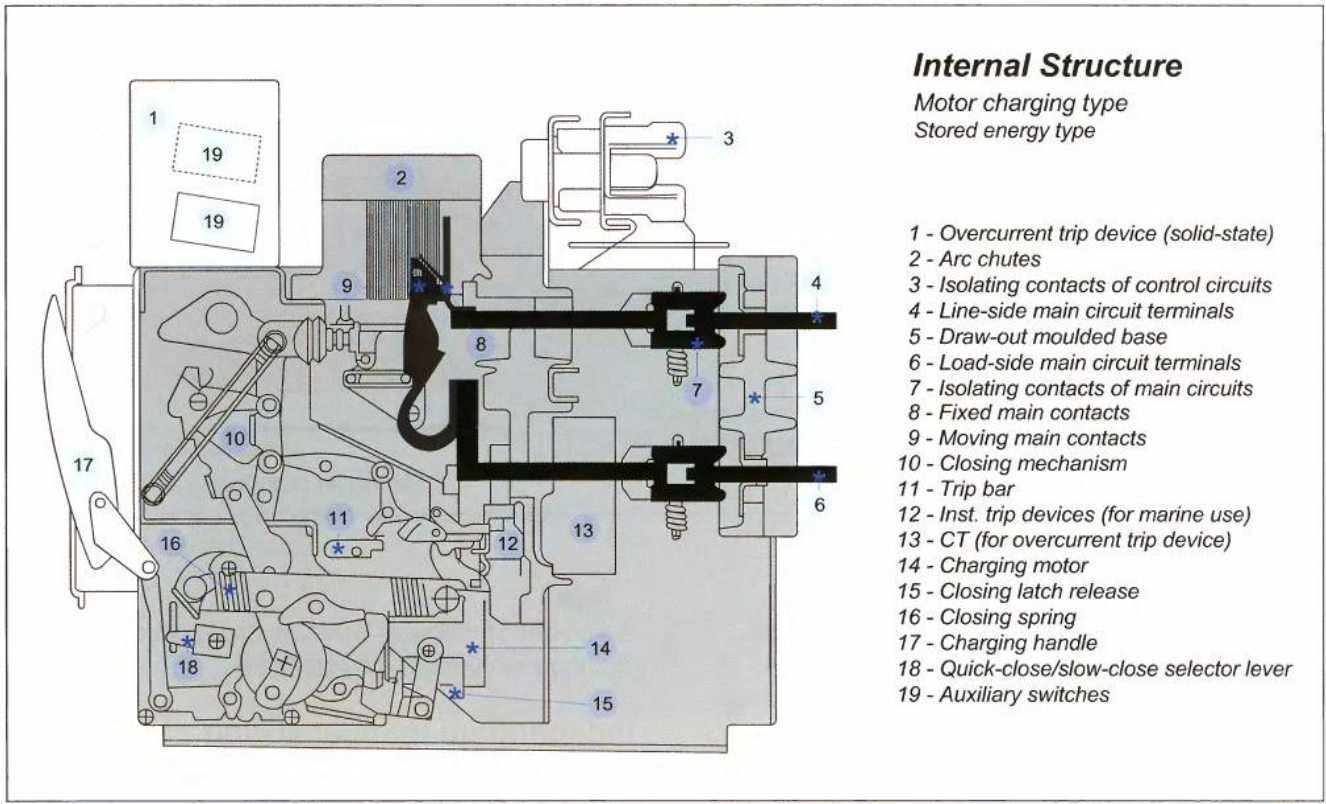 Internal Structure
Motor charging type
Stored energy type
1 - Overcurrent trip device (solid-state)
2 - Arc chutes
3 - Isolating contacts of control circuits
4 - Line-side main circuit terminals
5 - Draw-out moulded base
6 - Load-side main circuit terminals
7 - Isolating contacts of main circuits
8 - Fixed main contacts
9 - Moving main contacts
10 - Closing mechanism
11 - Trip bar
12 - Inst. trip devices (for marine use)
13 - CT (for overcurrent trip device)
14 - Charging motor
15 - Closing latch release
16 - Closing spring
17 - Charging handle
18 - Quick-close/slow-close selector lever
19 - Auxiliary switches
1
19
19
2
3
9
4
8
7
5
10
17
6
11
13
12
16
14
18
15